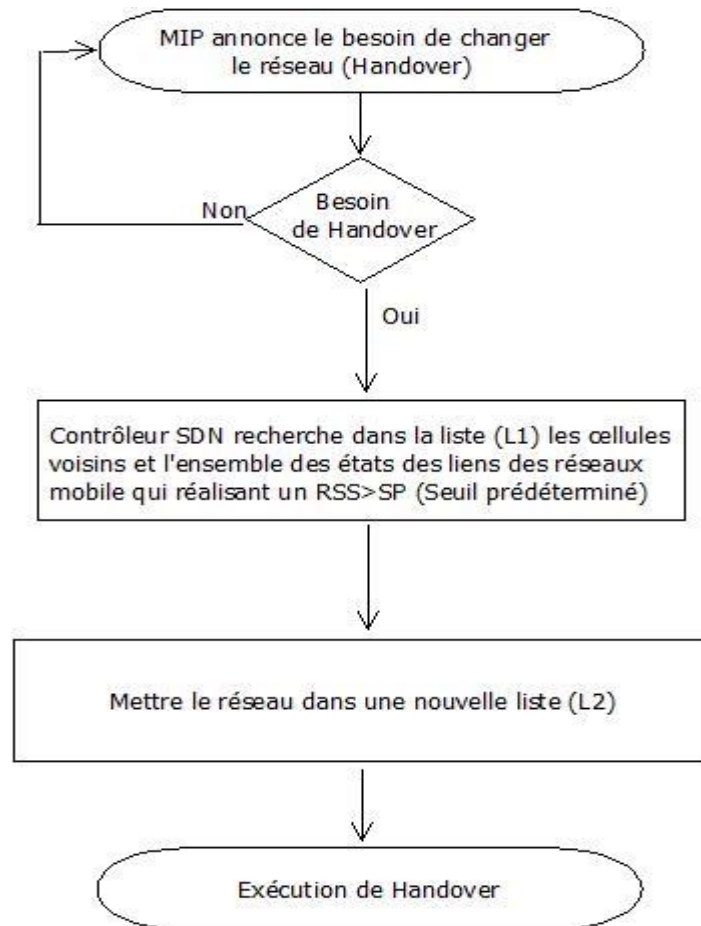 MIP annonce le besoin de changer
le réseau (Handover)
Besoin
de Handover
Non
Oui
Contrôleur SDN recherche dans la liste (L1) les cellules
voisins et l'ensemble des états des liens des réseaux
mobile qui réalisant un RSS>SP (Seuil prédéterminé)
Mettre le réseau dans une nouvelle liste (L2)
Exécution de Handover